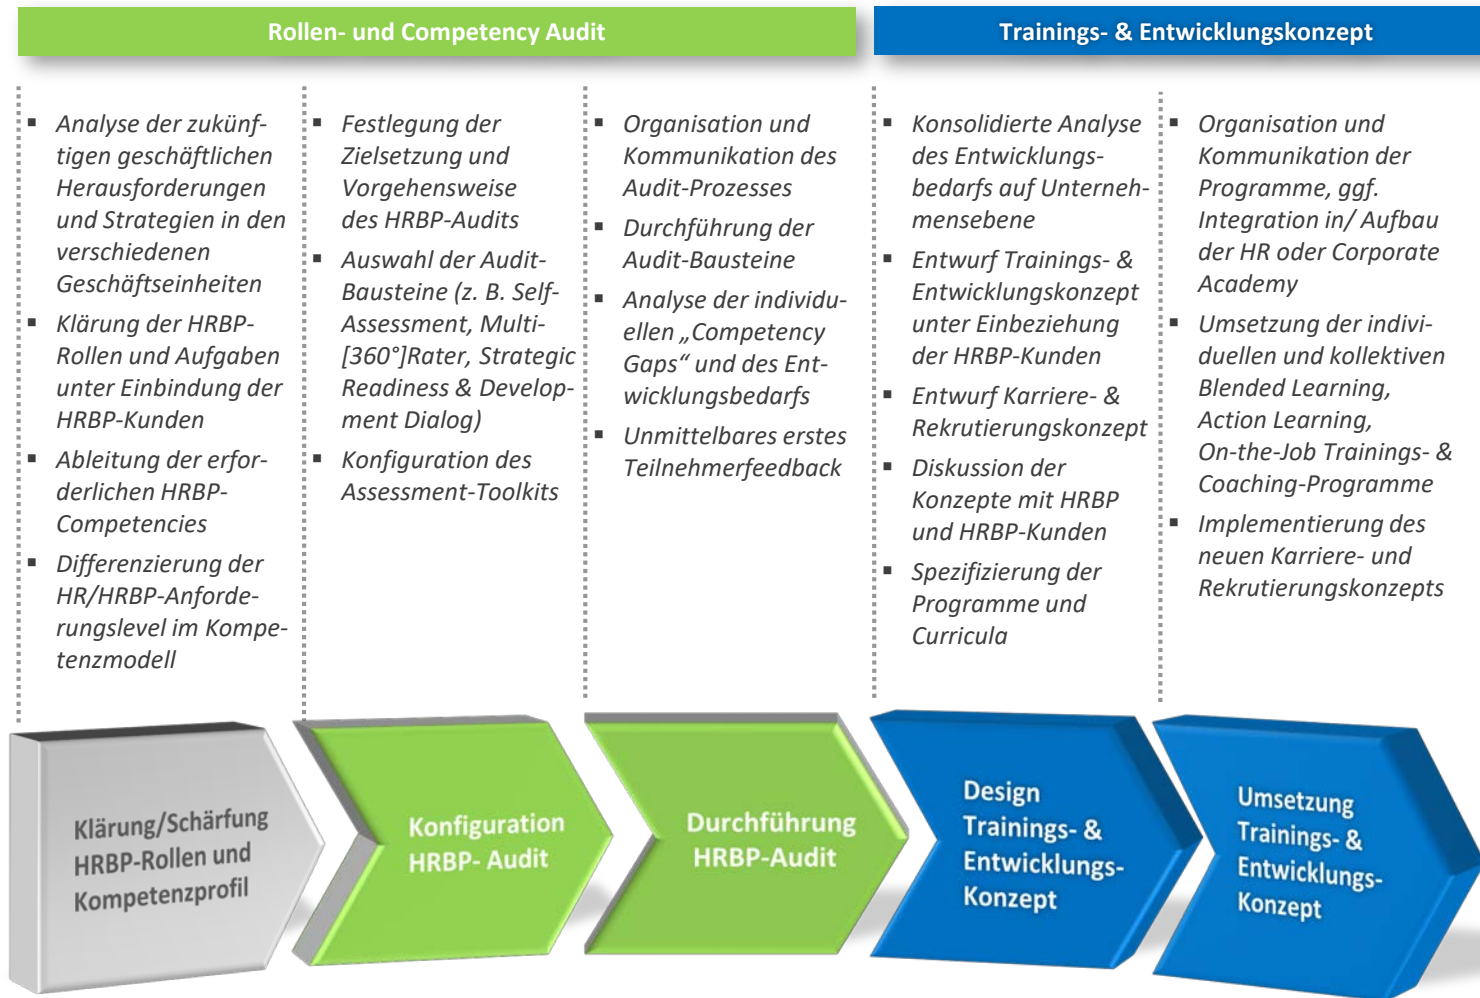 Rollen- und Competency Audit
Trainings- & Entwicklungskonzept
▪ Analyse der zukünf-
tigen geschäftlichen
Herausforderungen
und Strategien in den
verschiedenen
Geschäftseinheiten
▪ Klärung der HRBP-
Rollen und Aufgaben
unter Einbindung der
HRBP-Kunden
▪ Ableitung der erfor-
derlichen HRBP-
Competencies
▪ Differenzierung der
HR/HRBP-Anforde-
rungslevel im Kompe-
tenzmodell
▪ Festlegung der
Zielsetzung und
Vorgehensweise
des HRBP-Audits
▪ Auswahl der Audit-
Bausteine (z. B. Self-
Assessment, Multi-
[360°]Rater, Strategic
Readiness & Develop-
ment Dialog)
▪ Konfiguration des
Assessment-Toolkits
▪ Organisation und
Kommunikation des
Audit-Prozesses
▪ Durchführung der
Audit-Bausteine
▪ Analyse der individu-
ellen „Competency
Gaps“ und des Ent-
wicklungsbedarfs
▪ Unmittelbares erstes
Teilnehmerfeedback
▪ Konsolidierte Analyse
des Entwicklungs-
bedarfs auf Unterneh-
mensebene
▪ Entwurf Trainings- &
Entwicklungskonzept
unter Einbeziehung
der HRBP-Kunden
▪ Entwurf Karriere- &
Rekrutierungskonzept
▪ Diskussion der
Konzepte mit HRBP
und HRBP-Kunden
▪ Spezifizierung der
Programme und
Curricula
▪ Organisation und
Kommunikation der
Programme, ggf.
Integration in/ Aufbau
der HR oder Corporate
Academy
▪ Umsetzung der indivi-
duellen und kollektiven
Blended Learning,
Action Learning,
On-the-Job Trainings- &
Coaching-Programme
▪ Implementierung des
neuen Karriere- und
Rekrutierungskonzepts
Klärung/Schärfung
HRBP-Rollen und
Kompetenzprofil
Konfiguration
HRBP- Audit
Durchführung
HRBP-Audit
Design
Trainings- &
Entwicklungs-
Konzept
Umsetzung
Trainings- &
Entwicklungs-
Konzept